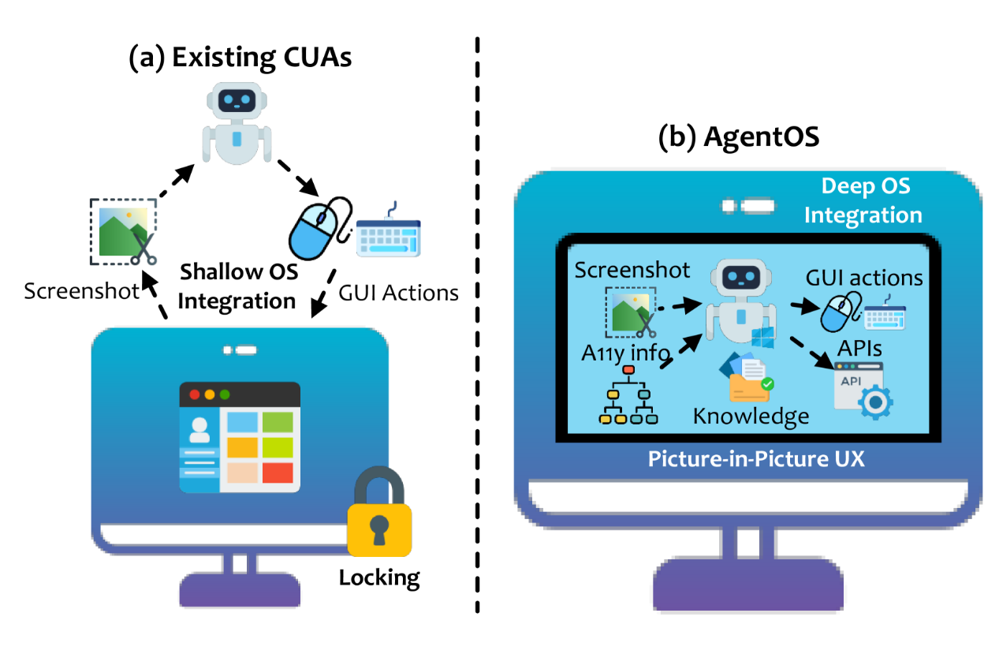 (a) Existing CUAs
Screenshot
Shallow OS
Integration
GUI Actions
Locking
(b) AgentOS
Deep OS
Integration
Screenshot
GUI actions
A11y info
APIs
API
Knowledge
Picture-in-Picture UX